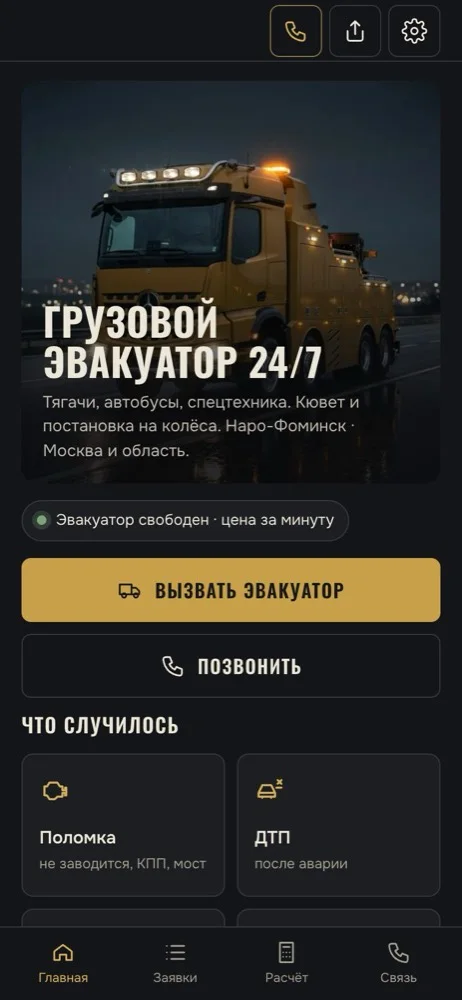 ГРУЗОВОЙ
ЭВАКУАТОР 24/7
Тягачи, автобусы, спецтехника. Кювет и
постановка на колёса. Наро-Фоминск ·
Москва и область.
Эвакуатор свободен · цена за минуту
ВЫЗВАТЬ ЭВАКУАТОР
ПОЗВОНИТЬ
ЧТО СЛУЧИЛОСЬ
Поломка
не заводится, КПП, мост
ДТП
после аварии
Главная
Заявки
Расчёт
Связь